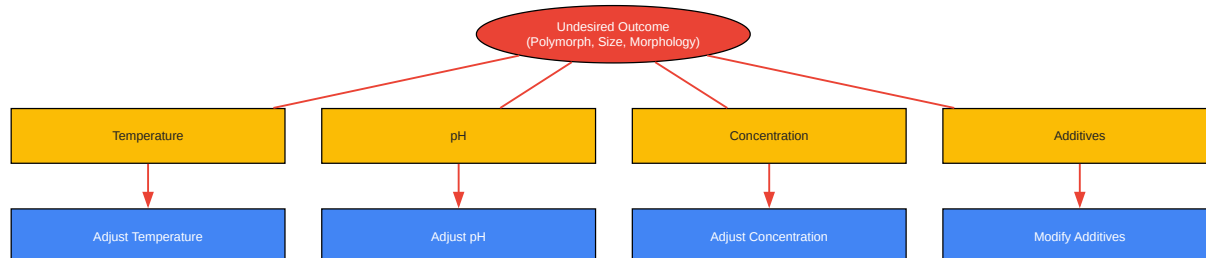 Undesired Outcome
(Polymorph, Size, Morphology)
Temperature
pH
Concentration
Additives
Adjust Temperature
Adjust pH
Adjust Concentration
Modify Additives